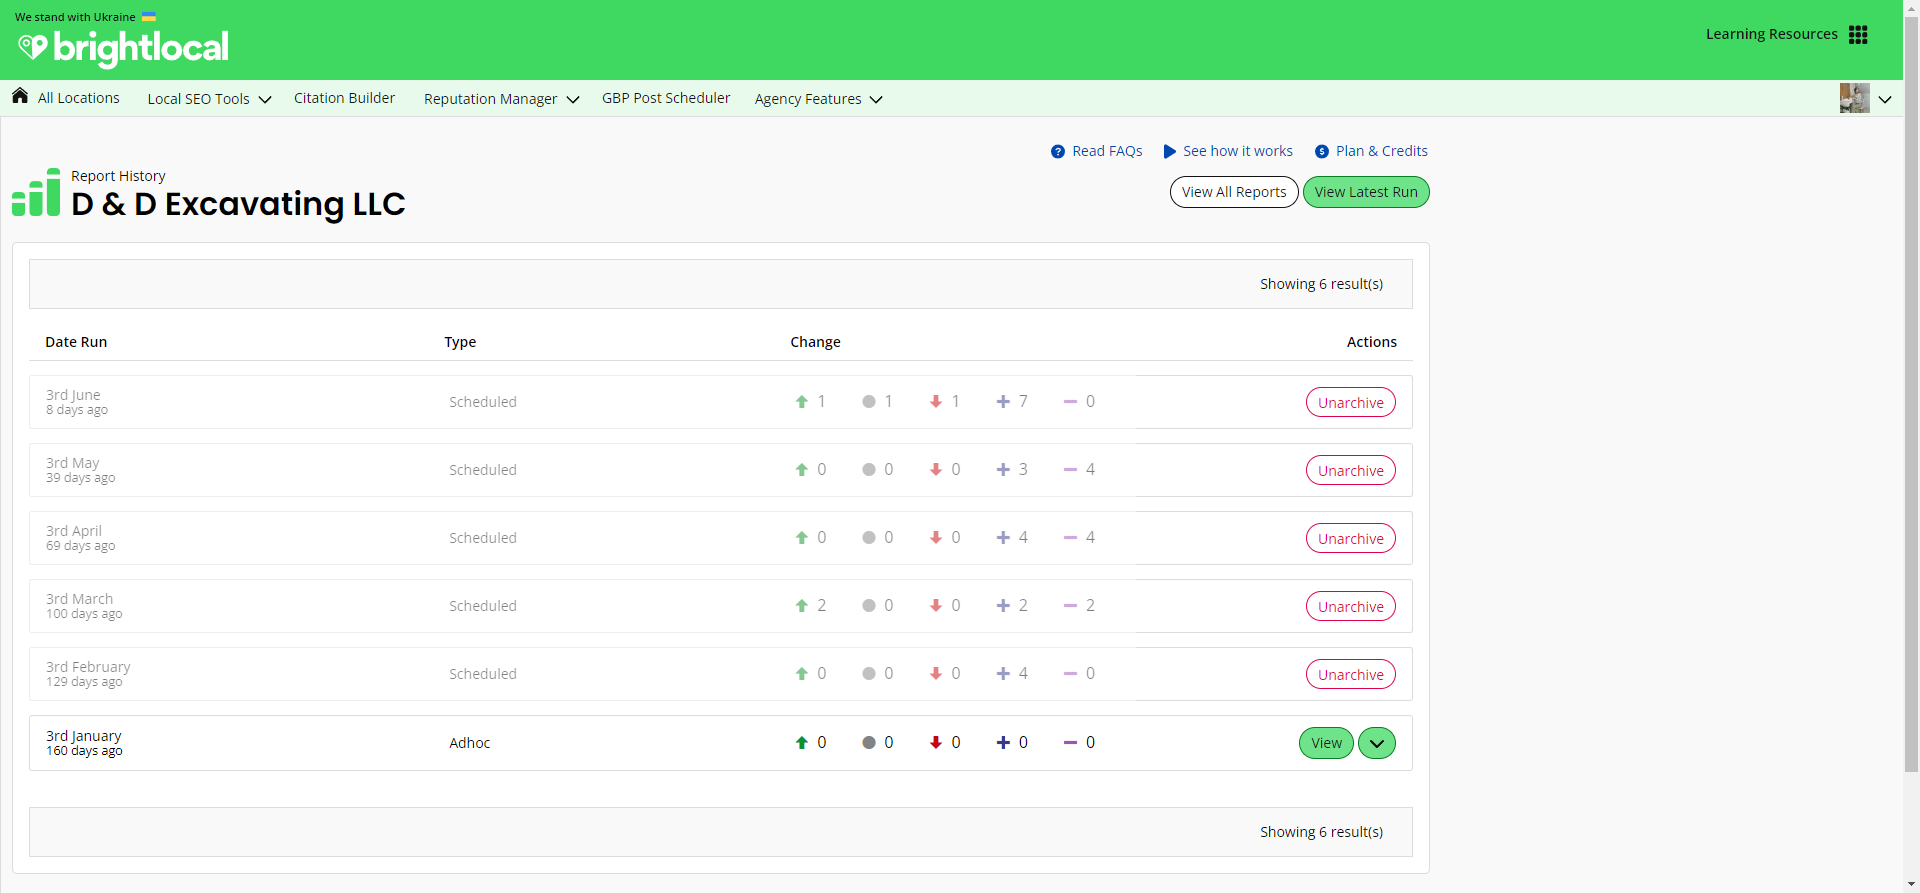 We stand with Ukraine
brightlocal
Learning Resources
All Locations
Local SEO Tools
Citation Builder
Reputation Manager
GBP Post Scheduler
Agency Features
Read FAQs
See how it works
Plan & Credits
Report History
D & D Excavating LLC
View All Reports
View Latest Run
Showing 6 result(s)
Date Run Type Change Actions
3rd June
8 days ago
Scheduled 1 1 1 7 0 Unarchive
3rd May
39 days ago
Scheduled 0 0 0 3 4 Unarchive
3rd April
69 days ago
Scheduled 0 0 0 4 4 Unarchive
3rd March
100 days ago
Scheduled 2 0 0 2 2 Unarchive
3rd February
129 days ago
Scheduled 0 0 0 4 0 Unarchive
3rd January
160 days ago
Adhoc 0 0 0 0 0 View
Showing 6 result(s)